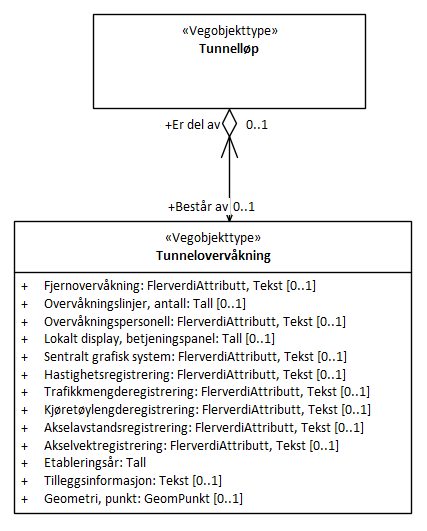 «Vegobjekttype»
Tunnelløp
+Er del av 0..1
+Består av 0..1
«Vegobjekttype»
Tunnelovervåkning
+ Fjernovervåkning: FlerverdiAttributt, Tekst [0..1]
+ Overvåkningslinjer, antall: Tall [0..1]
+ Overvåkningspersonell: FlerverdiAttributt, Tekst [0..1]
+ Lokalt display, betjeningspanel: Tall [0..1]
+ Sentralt grafisk system: FlerverdiAttributt, Tekst [0..1]
+ Hastighetsregistrering: FlerverdiAttributt, Tekst [0..1]
+ Trafikkmengderegistrering: FlerverdiAttributt, Tekst [0..1]
+ Kjøretøylengderegistrering: FlerverdiAttributt, Tekst [0..1]
+ Akselavstandsregistrering: FlerverdiAttributt, Tekst [0..1]
+ Akselvektregistrering: FlerverdiAttributt, Tekst [0..1]
+ Etableringsår: Tall
+ Tilleggsinformasjon: Tekst [0..1]
+ Geometri, punkt: GeomPunkt [0..1]